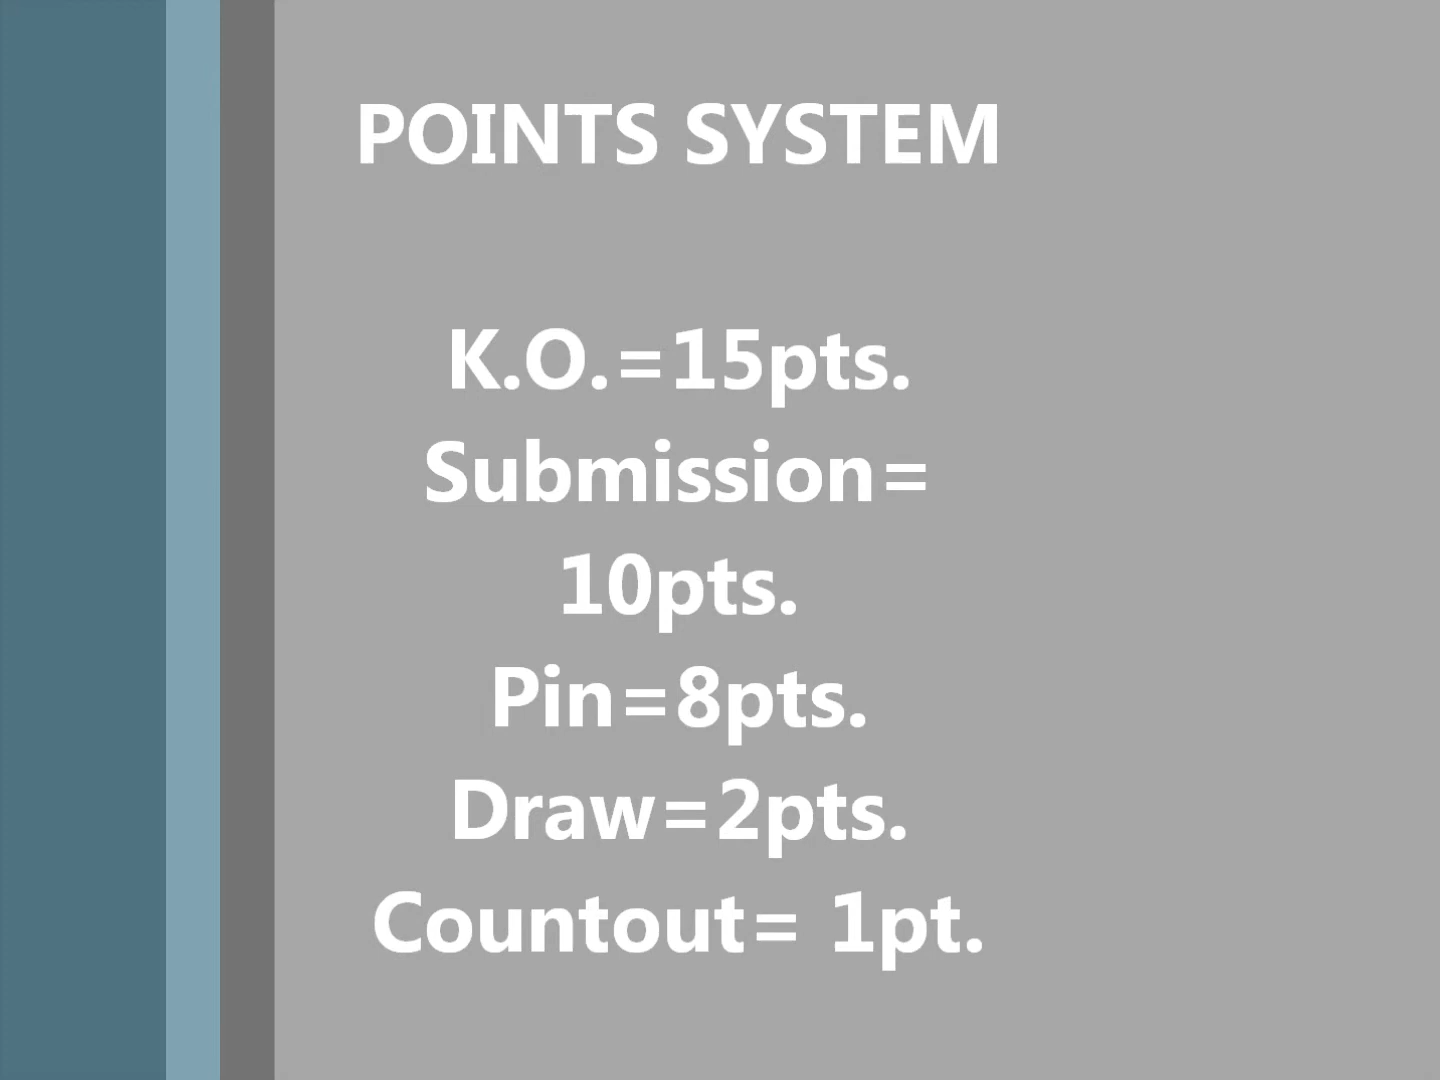 POINTS SYSTEM
K.O.=15pts.
Submission=
10pts.
Pin=8pts.
Draw=2pts.
Countout= 1pt.